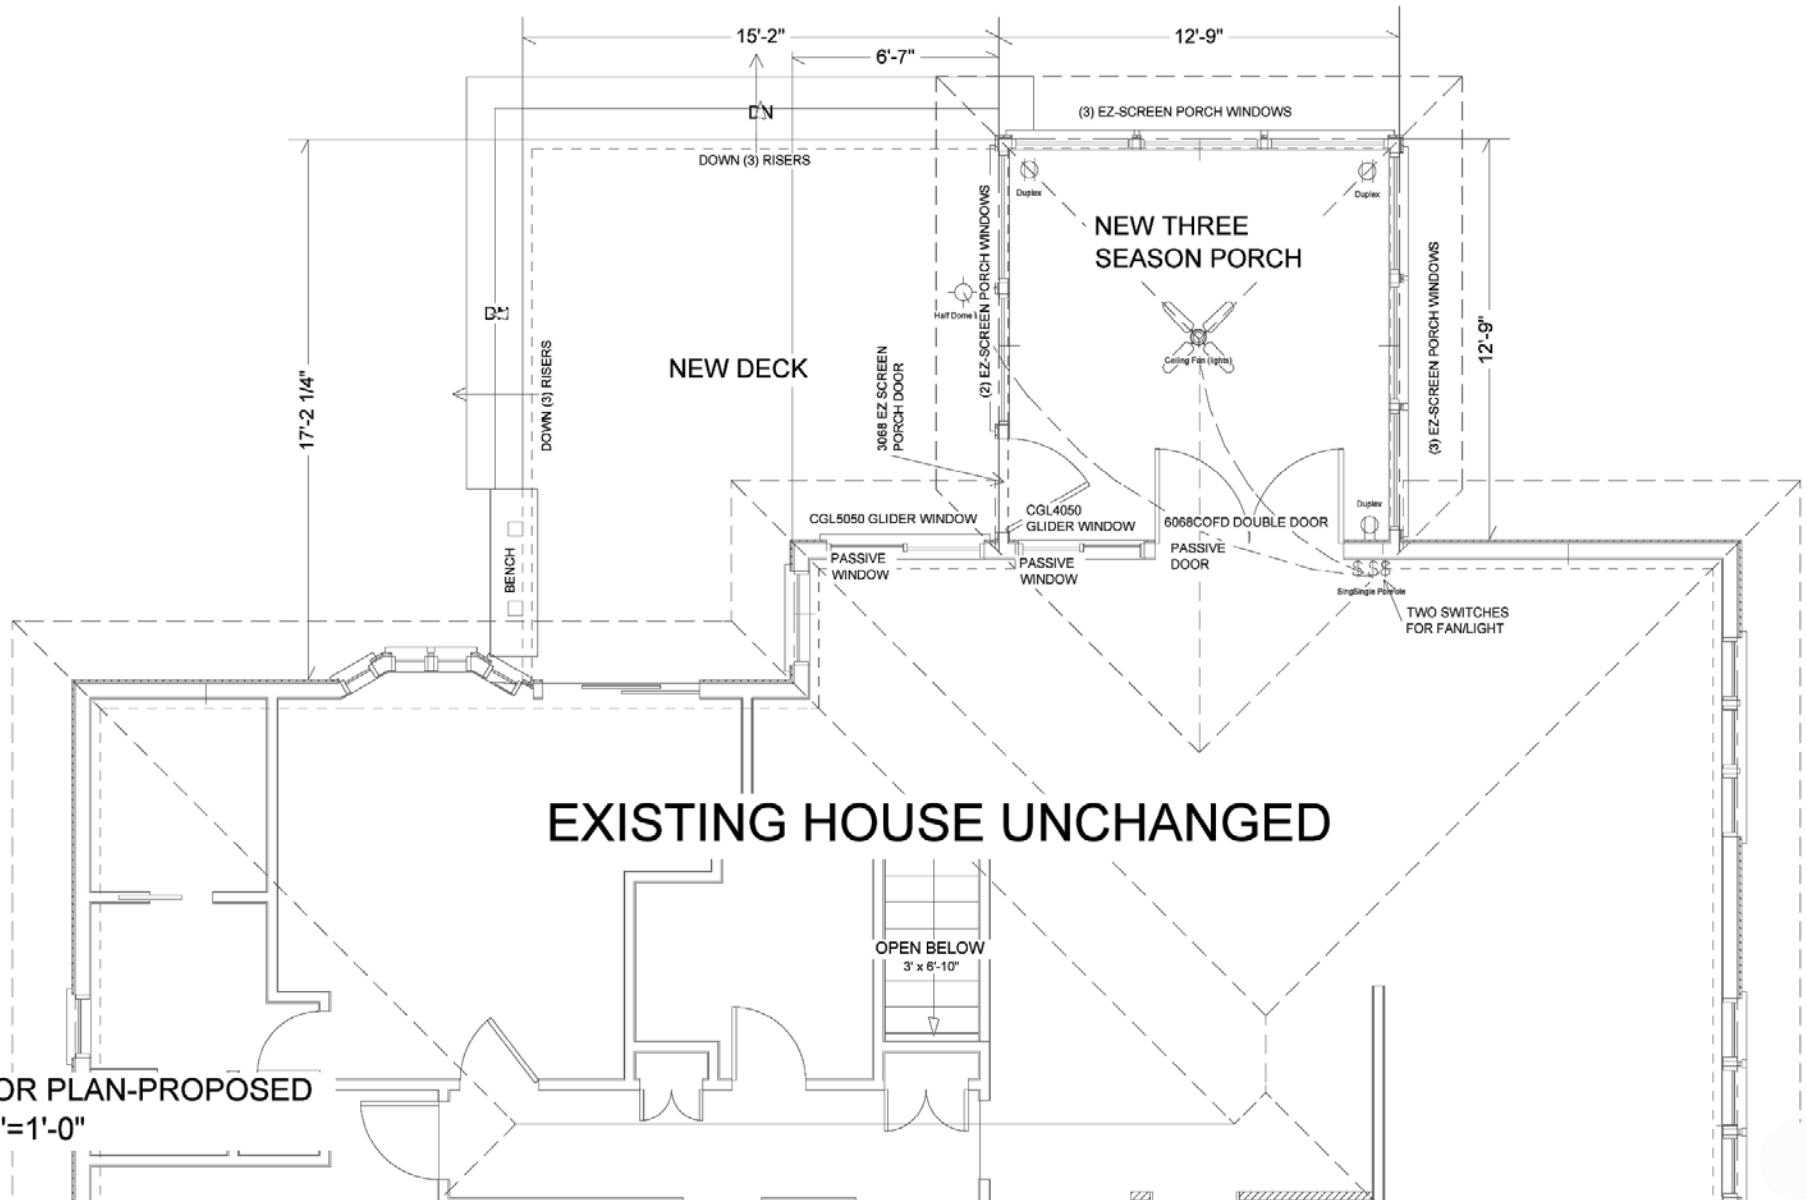 15'-2"
12'-9"
6'-7"
(3) EZ-SCREEN PORCH WINDOWS
DN
DOWN (3) RISERS
Duplex
Duplex
NEW THREE
SEASON PORCH
(2) EZ-SCREEN PORCH WINDOWS
(3) EZ-SCREEN PORCH WINDOWS
Half Dome
DN
12'-9"
17'-2 1/4"
DOWN (3) RISERS
NEW DECK
3068 EZ SCREEN
PORCH DOOR
Ceiling Fan (lights)
Duplex
CGL5050 GLIDER WINDOW
CGL4050
GLIDER WINDOW
6068COFD DOUBLE DOOR
PASSIVE
WINDOW
PASSIVE
WINDOW
PASSIVE
DOOR
BENCH
$ $$
TWO SWITCHES
FOR FAN/LIGHT
EXISTING HOUSE UNCHANGED
OPEN BELOW
3' x 6'-10"
OR PLAN-PROPOSED
'=1'-0"